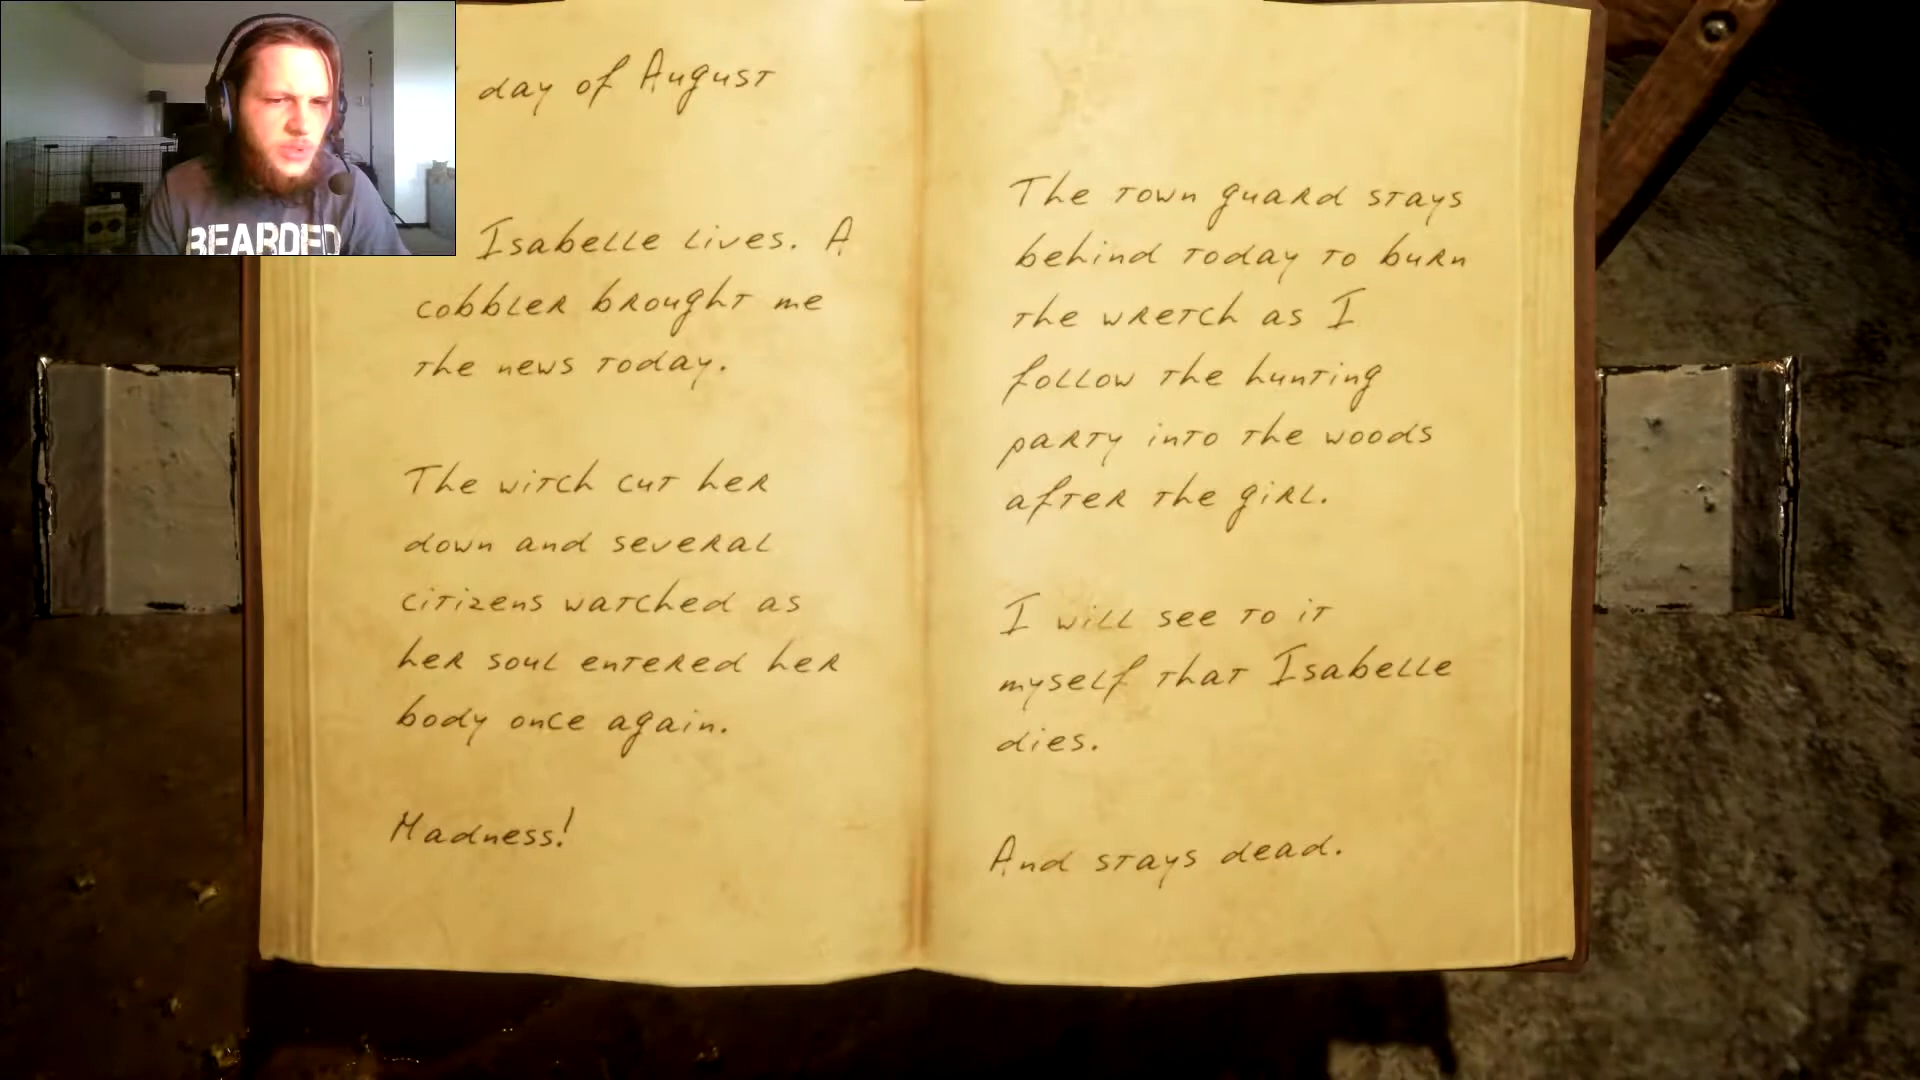 BEARDED
day of August
Isabelle lives. A
cobbler brought me
the news today.
The witch cut her
down and several
citizens watched as
her soul entered her
body once again.
Madness!
The town guard stays
behind today to burn
the wretch as I
follow the hunting
party into the woods
after the girl.
I will see to it
myself that Isabelle
dies.
And stays dead.